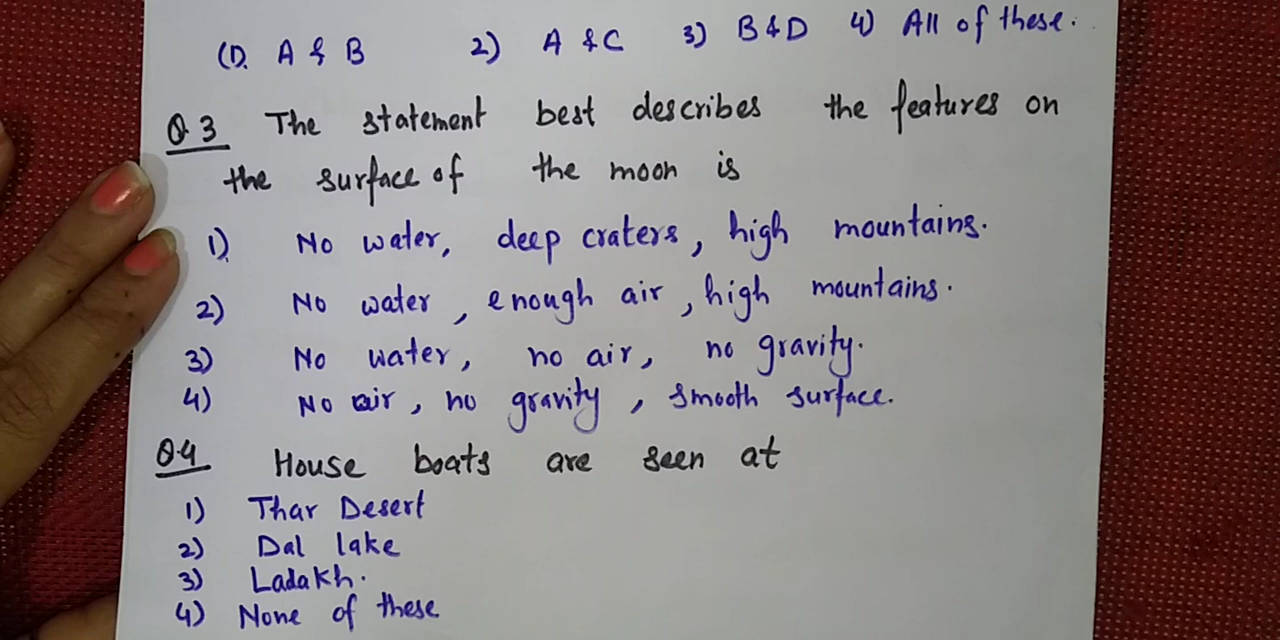 (1). A & B 2) A & C 3) B & D 4) All of these.
Q 3 The statement best describes the features on
the surface of the moon is
1) No water, deep craters, high mountains.
2) No water, enough air, high mountains.
3) No water, no air, no gravity.
4) No air, no gravity, smooth surface.
Q.4 House boats are seen at
1) Thar Desert
2) Dal lake
3) Ladakh.
4) None of these